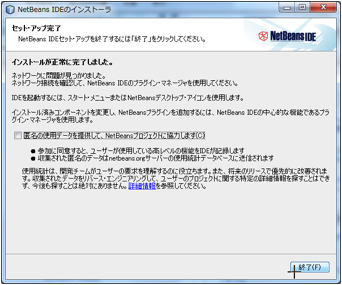 NetBeans IDEのインストーラ
セットアップ完了
NetBeans IDEセットアップを終了するには「終了」をクリックしてください。
NetBeans IDE
インストールが正常に完了しました。
ネットワークに問題が見つかりました。
ネットワーク接続を確認して、NetBeans IDEのプラグイン・マネージャを使用してください。
IDEを起動するには、スタートメニューまたはNetBeansデスクトップ・アイコンを使用します。
インストール済みコンポーネントを変更し、NetBeansプラグインを追加するには、NetBeans IDEの中心的な機能であるプラグイン・マネージャを使用します。
匿名の使用データを提供して、NetBeansプロジェクトに協力します(C)
● 参加に同意すると、ユーザーが使用している高レベルの機能をIDEが記録します
● 収集された匿名のデータはnetbeans.orgサーバーの使用統計データベースに送信されます
使用統計は、開発チームがユーザーの要求を理解するのに役立ちます。また、将来のリリースで優先的に改善されます。収集されたデータをリバース・エンジニアリングして、ユーザーのプロジェクトに関する特定の詳細情報を探すことはできず、今後も探すことは絶対にありません。詳細情報を参照してください。
終了(F)